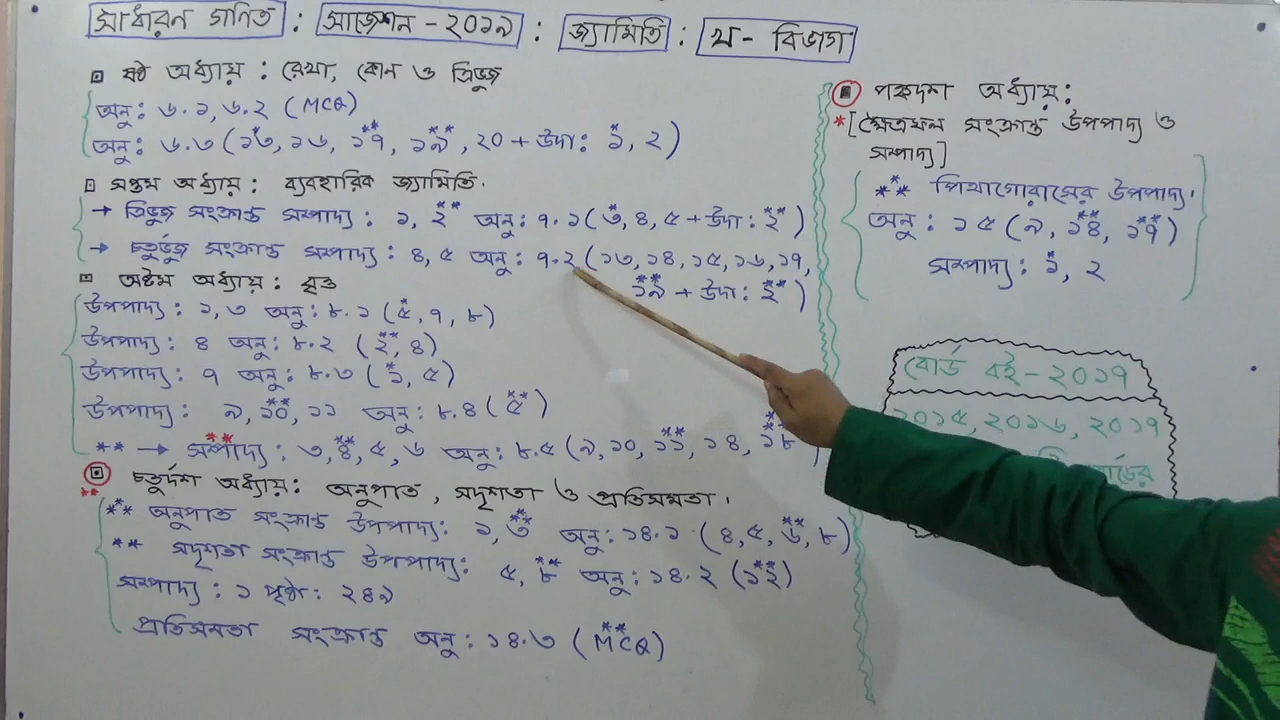 সাধারন গনিত : সাজেশন - ২০১৯ : জ্যামিতি : খ - বিভাগ
ষষ্ঠ অধ্যায় : রেখা, কোন ও ত্রিভুজ
অনু: ৬.১, ৬.২ (MCQ)
অনু: ৬.৩ (১৩*, ১৬, ১৭**, ১৯**, ২০ + উদা: ১*, ২)
সপ্তম অধ্যায় : ব্যবহারিক জ্যামিতি.
→ ত্রিভুজ সংক্রান্ত সম্পাদ্য : ১, ২** অনু: ৭.১ (৩*, ৪, ৫ + উদা: ২**)
→ চতুর্ভুজ সংক্রান্ত সম্পাদ্য : ৪, ৫ অনু: ৭.২ (১৩, ১৪, ১৫, ১৬, ১৭,
১৯** + উদা: ২**)
অষ্টম অধ্যায় : বৃত্ত
উপপাদ্য: ১, ৩ অনু: ৮.১ (৫*, ৭, ৮)
উপপাদ্য: ৪ অনু: ৮.২ (২**, ৪)
উপপাদ্য: ৭ অনু: ৮.৩ (১*, ৫)
উপপাদ্য: ৯, ১০**, ১১ অনু: ৮.৪ (৫**)
** → সম্পাদ্য: ৩, ৪**, ৫, ৬ অনু: ৮.৫ (৯, ১০, ১১**, ১৪, ১৮
** চতুর্দশ অধ্যায়: অনুপাত, সদৃশতা ও প্রতিসমতা.
** অনুপাত সংক্রান্ত উপপাদ্য: ১, ৩** অনু: ১৪.১ (৪, ৫, ৬**, ৮)
** সদৃশতা সংক্রান্ত উপপাদ্য: ৫, ৮** অনু: ১৪.২ (১২**)
সম্পাদ্য : ১ পৃষ্ঠা: ২৪৯
প্রতিসমতা সংক্রান্ত অনু: ১৪.৩ (MCQ**)
পঞ্চদশ অধ্যায়:
*[ক্ষেত্রফল সংক্রান্ত উপপাদ্য ও
সম্পাদ্য]
** পিথাগোরাসের উপপাদ্য.
অনু: ১৫ (৯, ১৪**, ১৭**)
সম্পাদ্য: ১*, ২
বোর্ড বই - ২০১৭
২০১৫, ২০১৬, ২০১৭